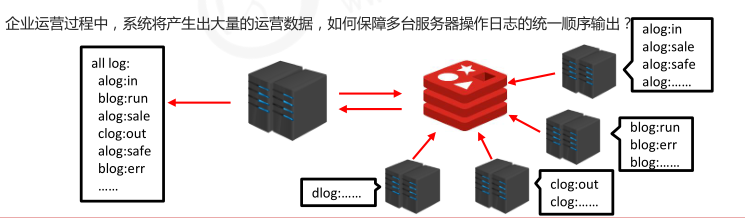 企业运营过程中，系统将产生出大量的运营数据，如何保障多台服务器操作日志的统一顺序输出？
all log:
alog:in
blog:run
alog:sale
clog:out
alog:safe
blog:err
……
alog:in
alog:sale
alog:safe
alog:……
blog:run
blog:err
blog:……
dlog:……
clog:out
clog:……